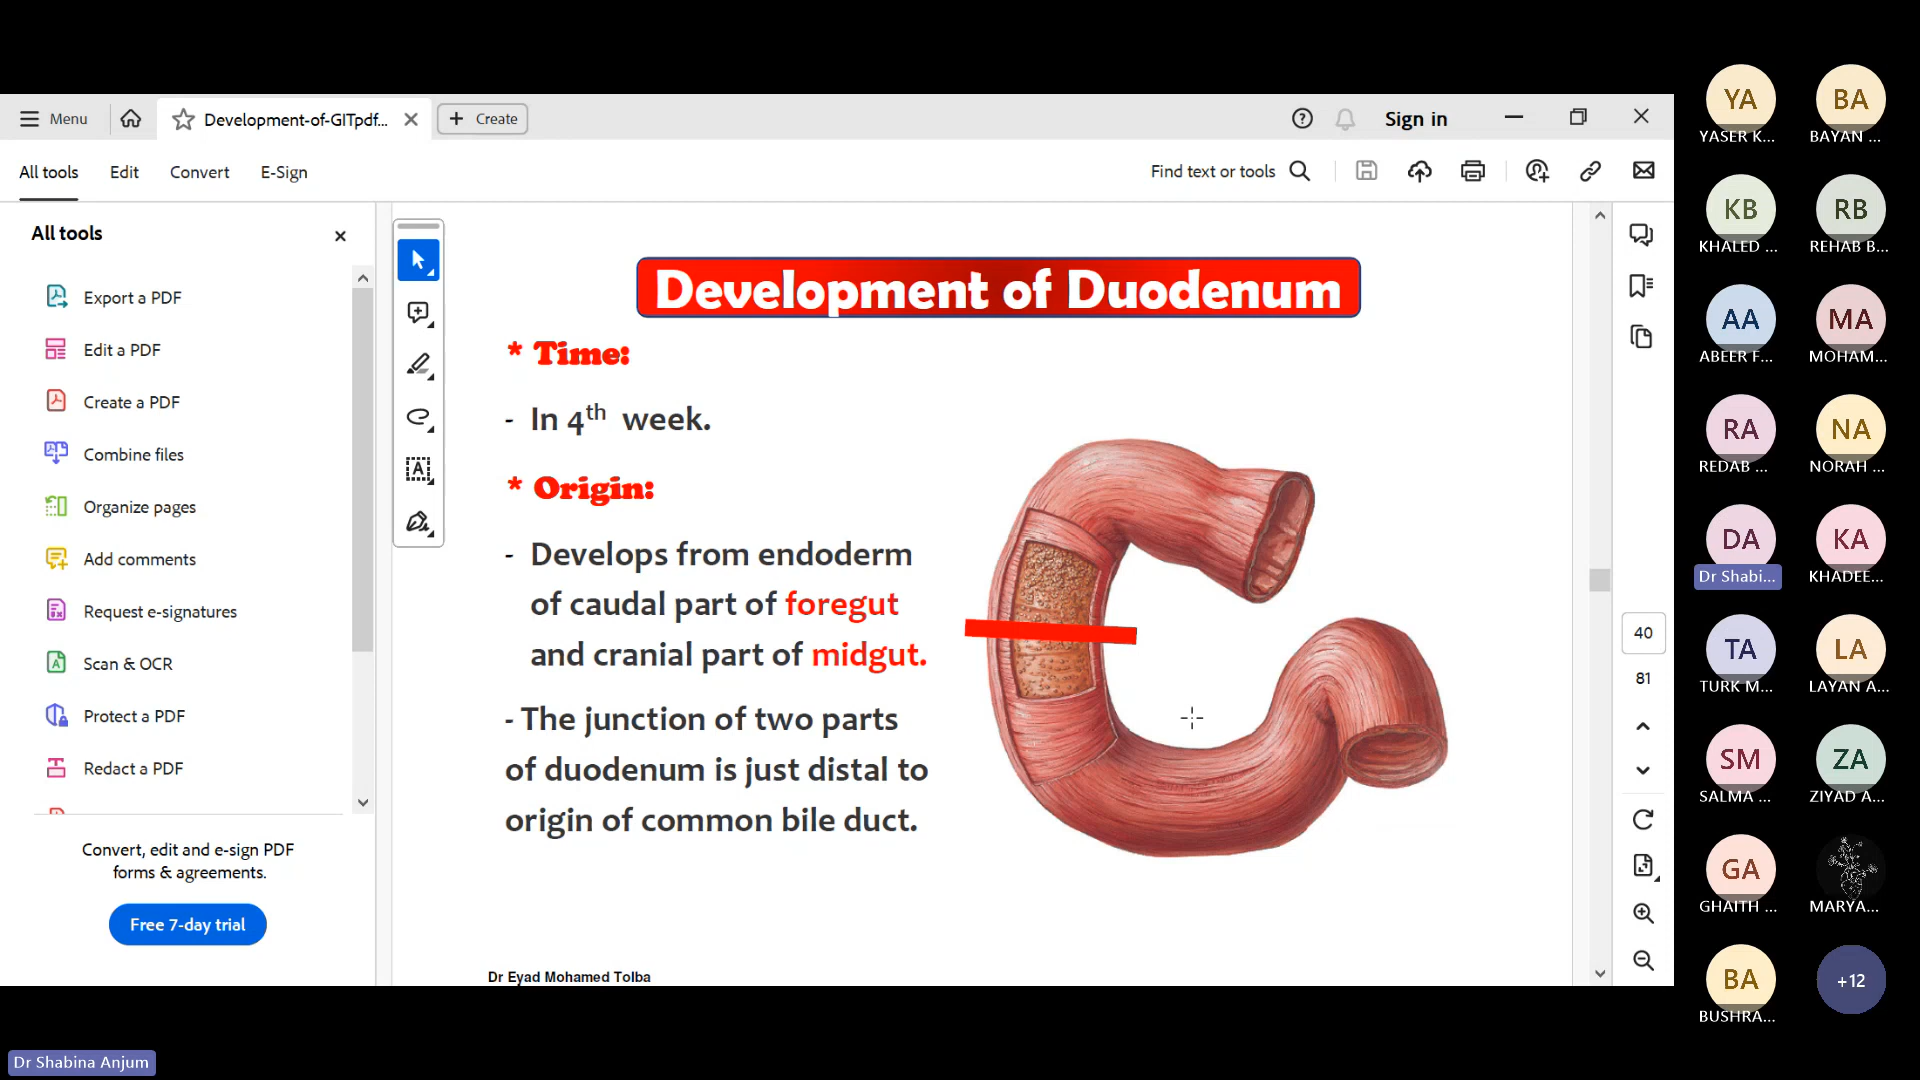 Menu
Development-of-GITpdf...
Create
Sign in
All tools
Edit
Convert
E-Sign
Find text or tools
All tools
Export a PDF
Edit a PDF
Create a PDF
Combine files
Organize pages
Add comments
Request e-signatures
Scan & OCR
Protect a PDF
Redact a PDF
Convert, edit and e-sign PDF
forms & agreements.
Free 7-day trial
Development of Duodenum
* Time:
- In 4th week.
* Origin:
- Develops from endoderm
of caudal part of foregut
and cranial part of midgut.
- The junction of two parts
of duodenum is just distal to
origin of common bile duct.
Dr Eyad Mohamed Tolba
40
81
YA
YASER K...
BA
BAYAN ...
KB
KHALED ...
RB
REHAB B...
AA
ABEER F...
MA
MOHAM...
RA
REDAB ...
NA
NORAH ...
DA
Dr Shabi...
KA
KHADEE...
TA
TURK M...
LA
LAYAN A...
SM
SALMA ...
ZA
ZIYAD A...
GA
GHAITH ...
MARYA...
BA
BUSHRA...
+12
Dr Shabina Anjum